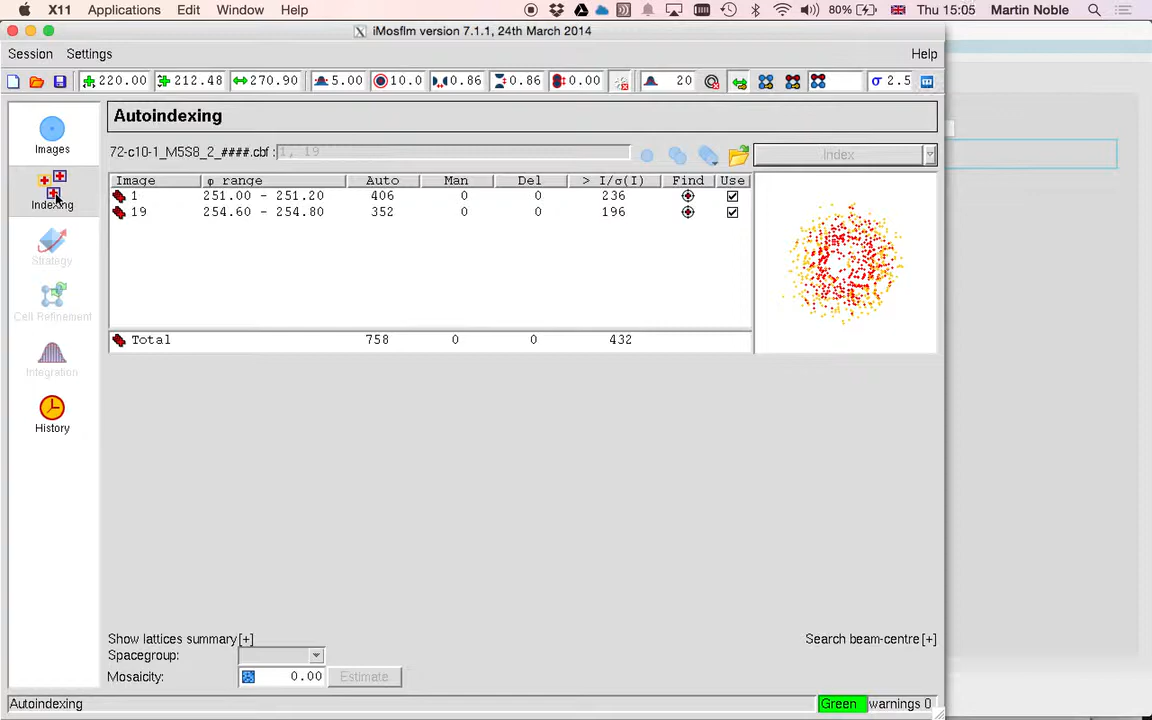 X11 Applications Edit Window Help 80% Thu 15:05 Martin Noble
iMosflm version 7.1.1, 24th March 2014
Session Settings Help
220.00 212.48 270.90 5.00 10.0 0.86 0.86 0.00 20 σ 2.5
Autoindexing
Images
72-c10-1_M5S8_2_####.cbf : 1, 19 Index
Image φ range Auto Man Del > I/σ(I) Find Use
1 251.00 - 251.20 406 0 0 236
Indexing
19 254.60 - 254.80 352 0 0 196
Strategy
Cell Refinement
Total 758 0 0 432
Integration
History
Show lattices summary[+] Search beam-centre[+]
Spacegroup:
Mosaicity: 0.00 Estimate
Autoindexing Green warnings 0